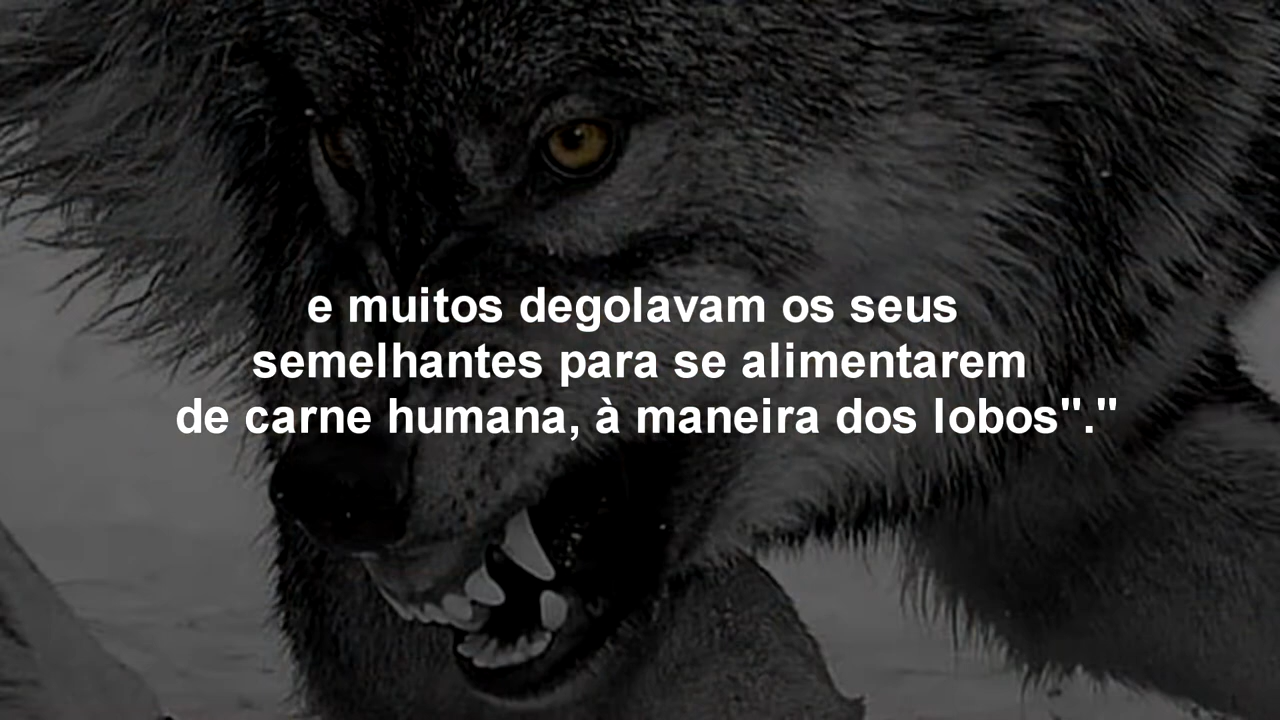 e muitos degolavam os seus
semelhantes para se alimentarem
de carne humana, à maneira dos lobos"."